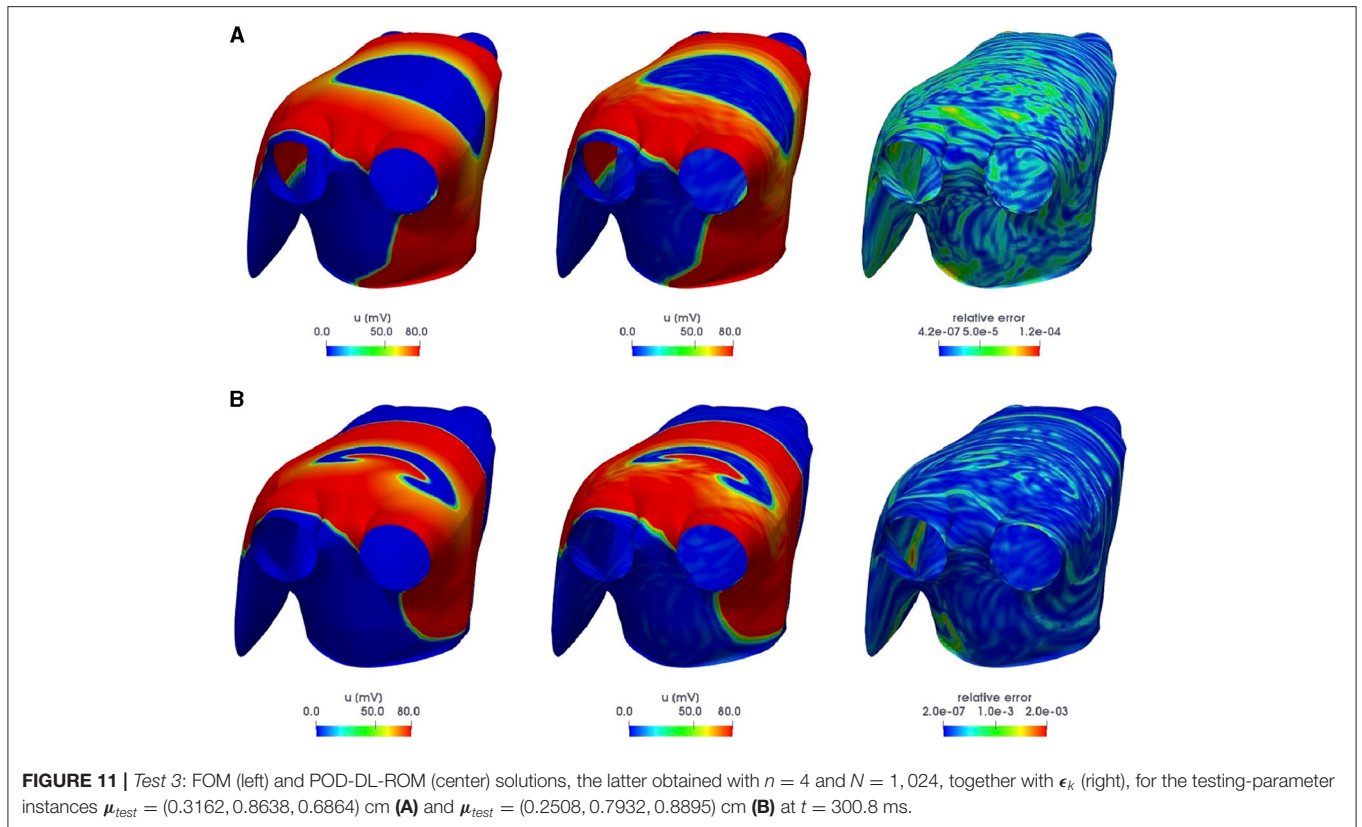 A
u (mV)
0.0 50.0 80.0
u (mV)
0.0 50.0 80.0
relative error
4.2e-07 5.0e-5 1.2e-04
B
u (mV)
0.0 50.0 80.0
u (mV)
0.0 50.0 80.0
relative error
2.0e-07 1.0e-3 2.0e-03
FIGURE 11 | Test 3: FOM (left) and POD-DL-ROM (center) solutions, the latter obtained with n = 4 and N = 1, 024, together with ϵk (right), for the testing-parameter
instances μtest = (0.3162, 0.8638, 0.6864) cm (A) and μtest = (0.2508, 0.7932, 0.8895) cm (B) at t = 300.8 ms.